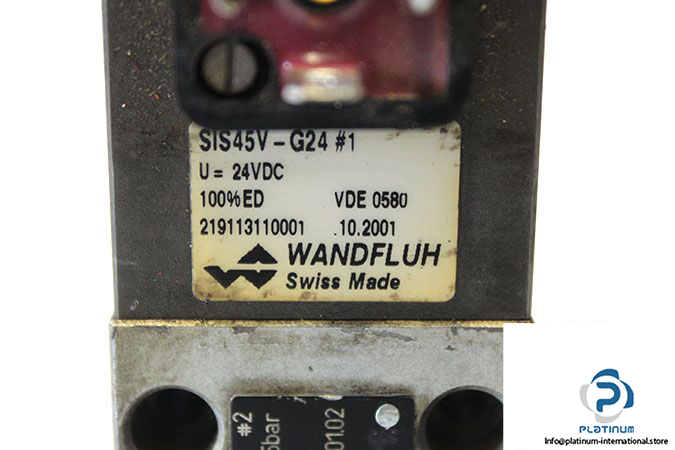 SIS45V-G24 #1
U = 24VDC
100%ED VDE 0580
219113110001 .10.2001
WANDFLUH
Swiss Made
#2
bar
01.02
PLATINUM
Info@platinum-international.store